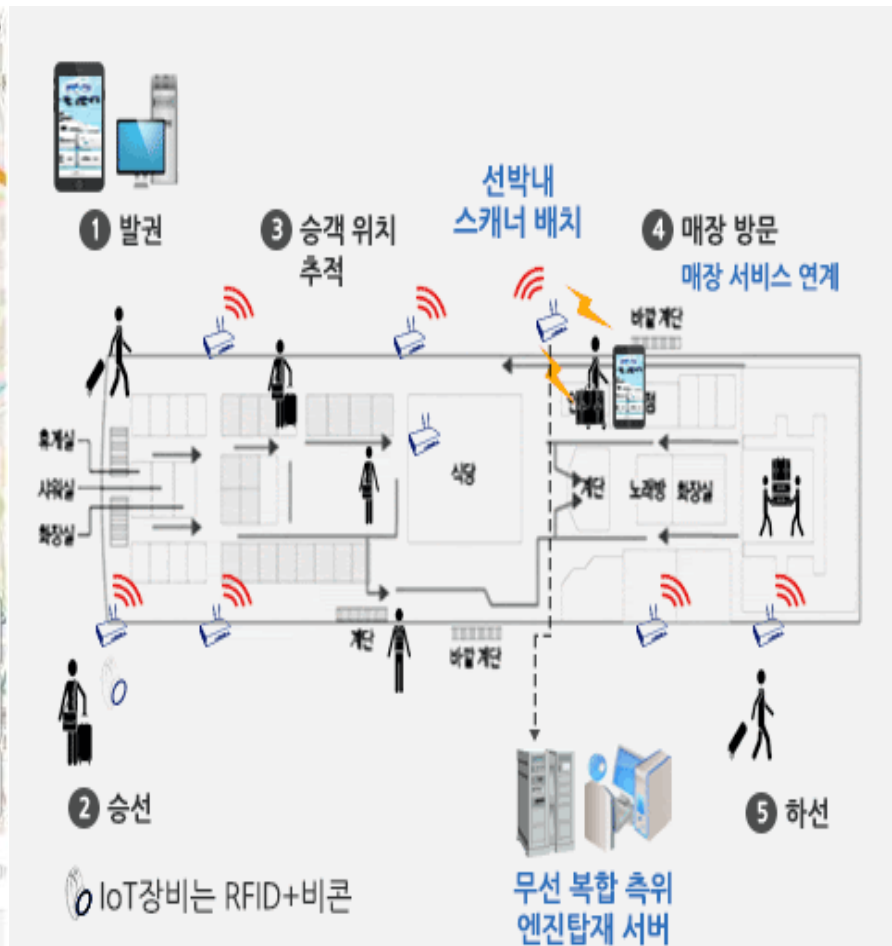 1 발권
3 승객 위치
추적
선박내
스캐너 배치
4 매장 방문
매장 서비스 연계
바깥 계단
휴게실
샤워실
화장실
식당
계단
노래방
화장실
계단
바깥 계단
2 승선
5 하선
IoT장비는 RFID+비콘
무선 복합 측위
엔진탑재 서버